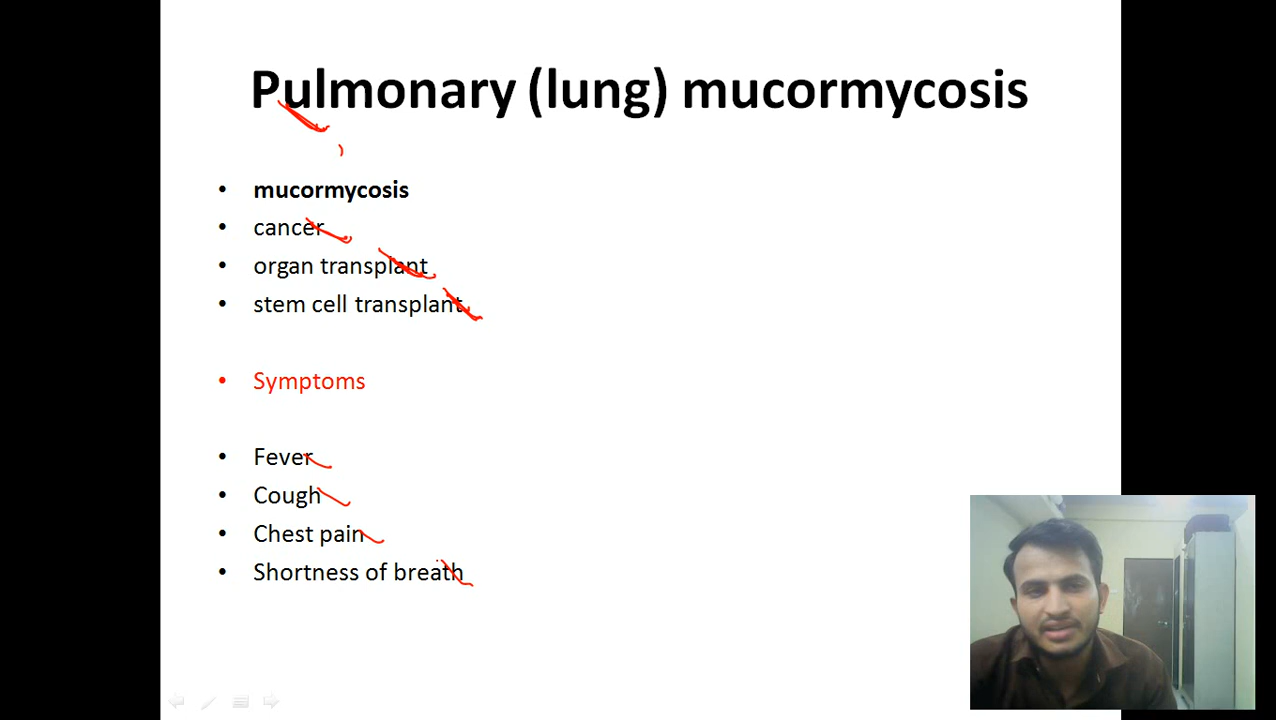 Pulmonary (lung) mucormycosis
• mucormycosis
• cancer
• organ transplant
• stem cell transplant
• Symptoms
• Fever
• Cough
• Chest pain
• Shortness of breath